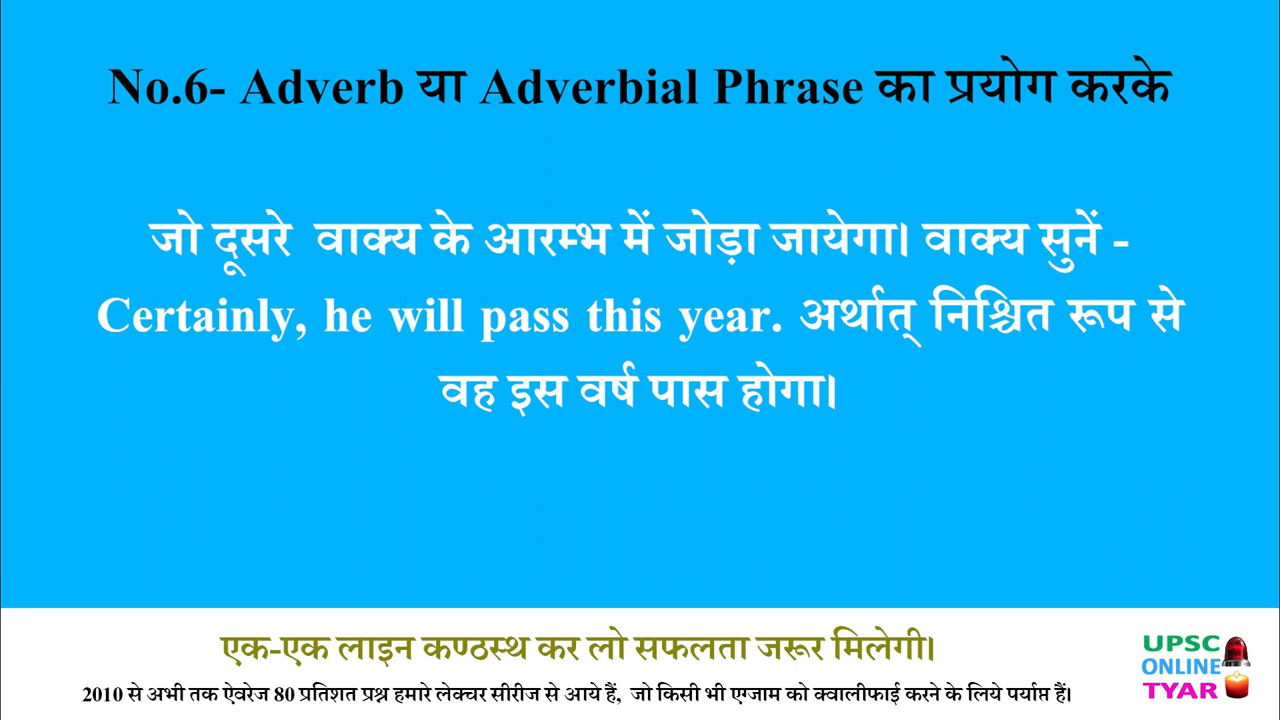 No.6- Adverb या Adverbial Phrase का प्रयोग करके
जो दूसरे वाक्य के आरम्भ में जोड़ा जायेगा। वाक्य सुनें -
Certainly, he will pass this year. अर्थात् निश्चित रूप से
वह इस वर्ष पास होगा।
एक-एक लाइन कण्ठस्थ कर लो सफलता जरूर मिलेगी।
2010 से अभी तक ऐवरेज 80 प्रतिशत प्रश्न हमारे लेक्चर सीरीज से आये हैं, जो किसी भी एग्जाम को क्वालीफाई करने के लिये पर्याप्त हैं।
UPSC
ONLINE
TYAR